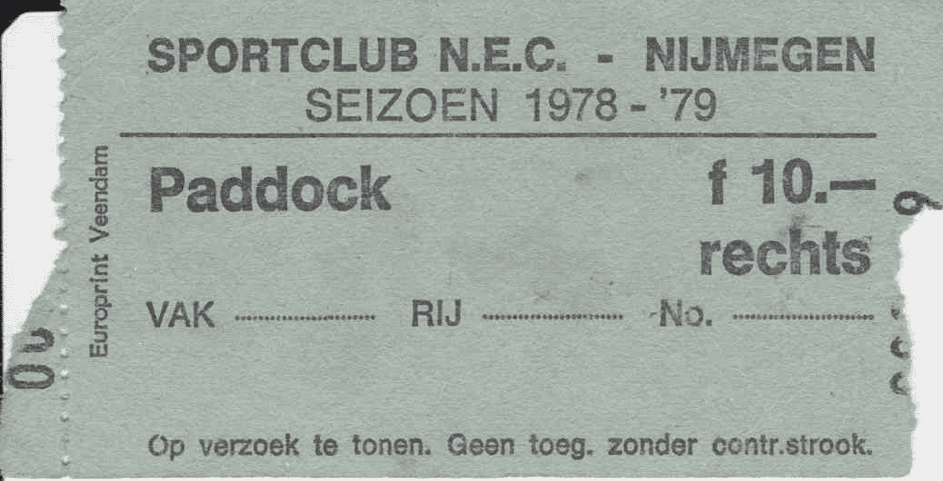 SPORTCLUB N.E.C. - NIJMEGEN
SEIZOEN 1978 - '79
Paddock f 10.—
rechts
VAK ........ RIJ ........ No. ........
Op verzoek te tonen. Geen toeg. zonder contr.strook.
Europrint Veendam